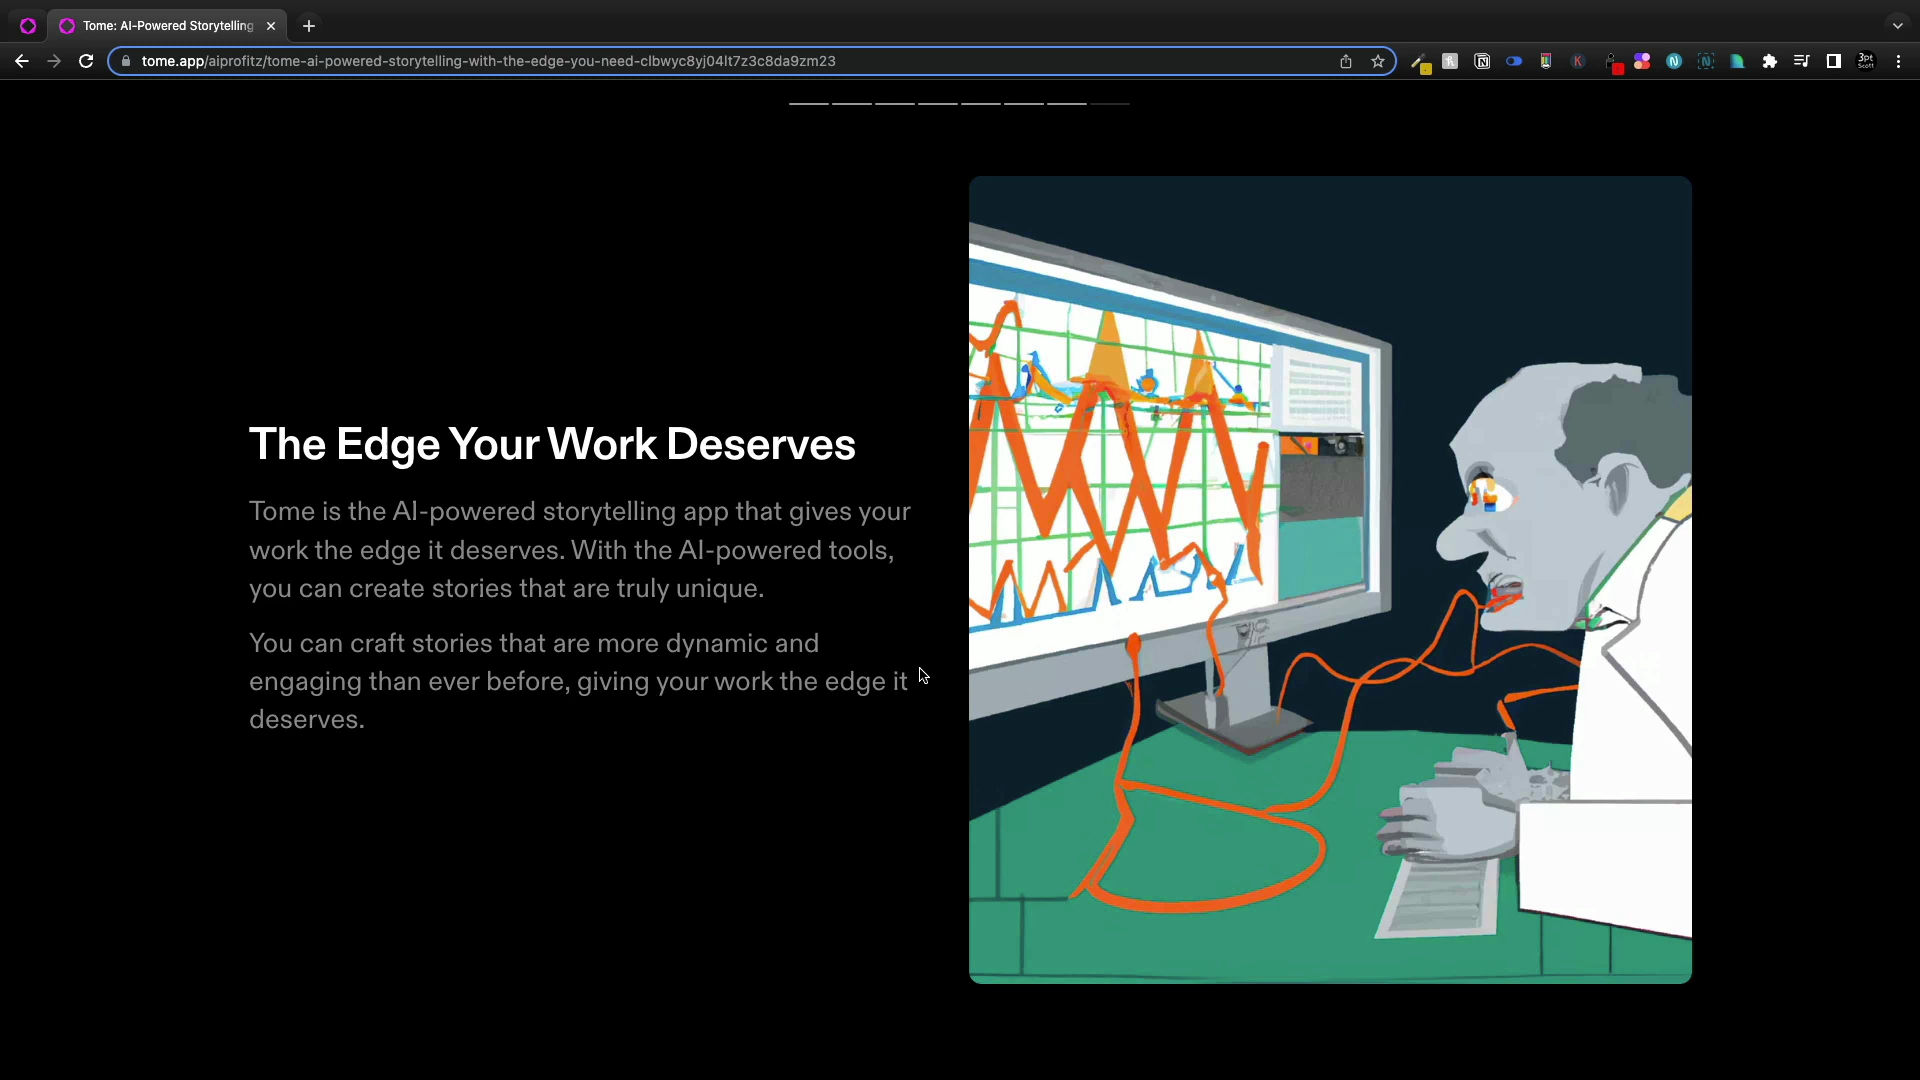 Tome: AI-Powered Storytelling
tome.app/aiprofitz/tome-ai-powered-storytelling-with-the-edge-you-need-clbwyc8yj04lt7z3c8da9zm23
3pt
Scott
The Edge Your Work Deserves
Tome is the AI-powered storytelling app that gives your
work the edge it deserves. With the AI-powered tools,
you can create stories that are truly unique.
You can craft stories that are more dynamic and
engaging than ever before, giving your work the edge it
deserves.